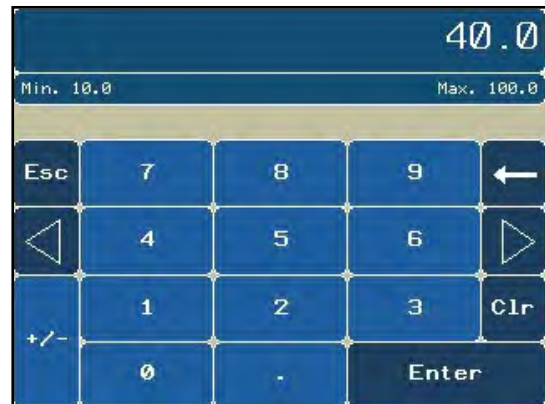 40.0
Min. 10.0 Max. 100.0
Esc 7 8 9
4 5 6
1 2 3 Clr
+/-
0 . Enter